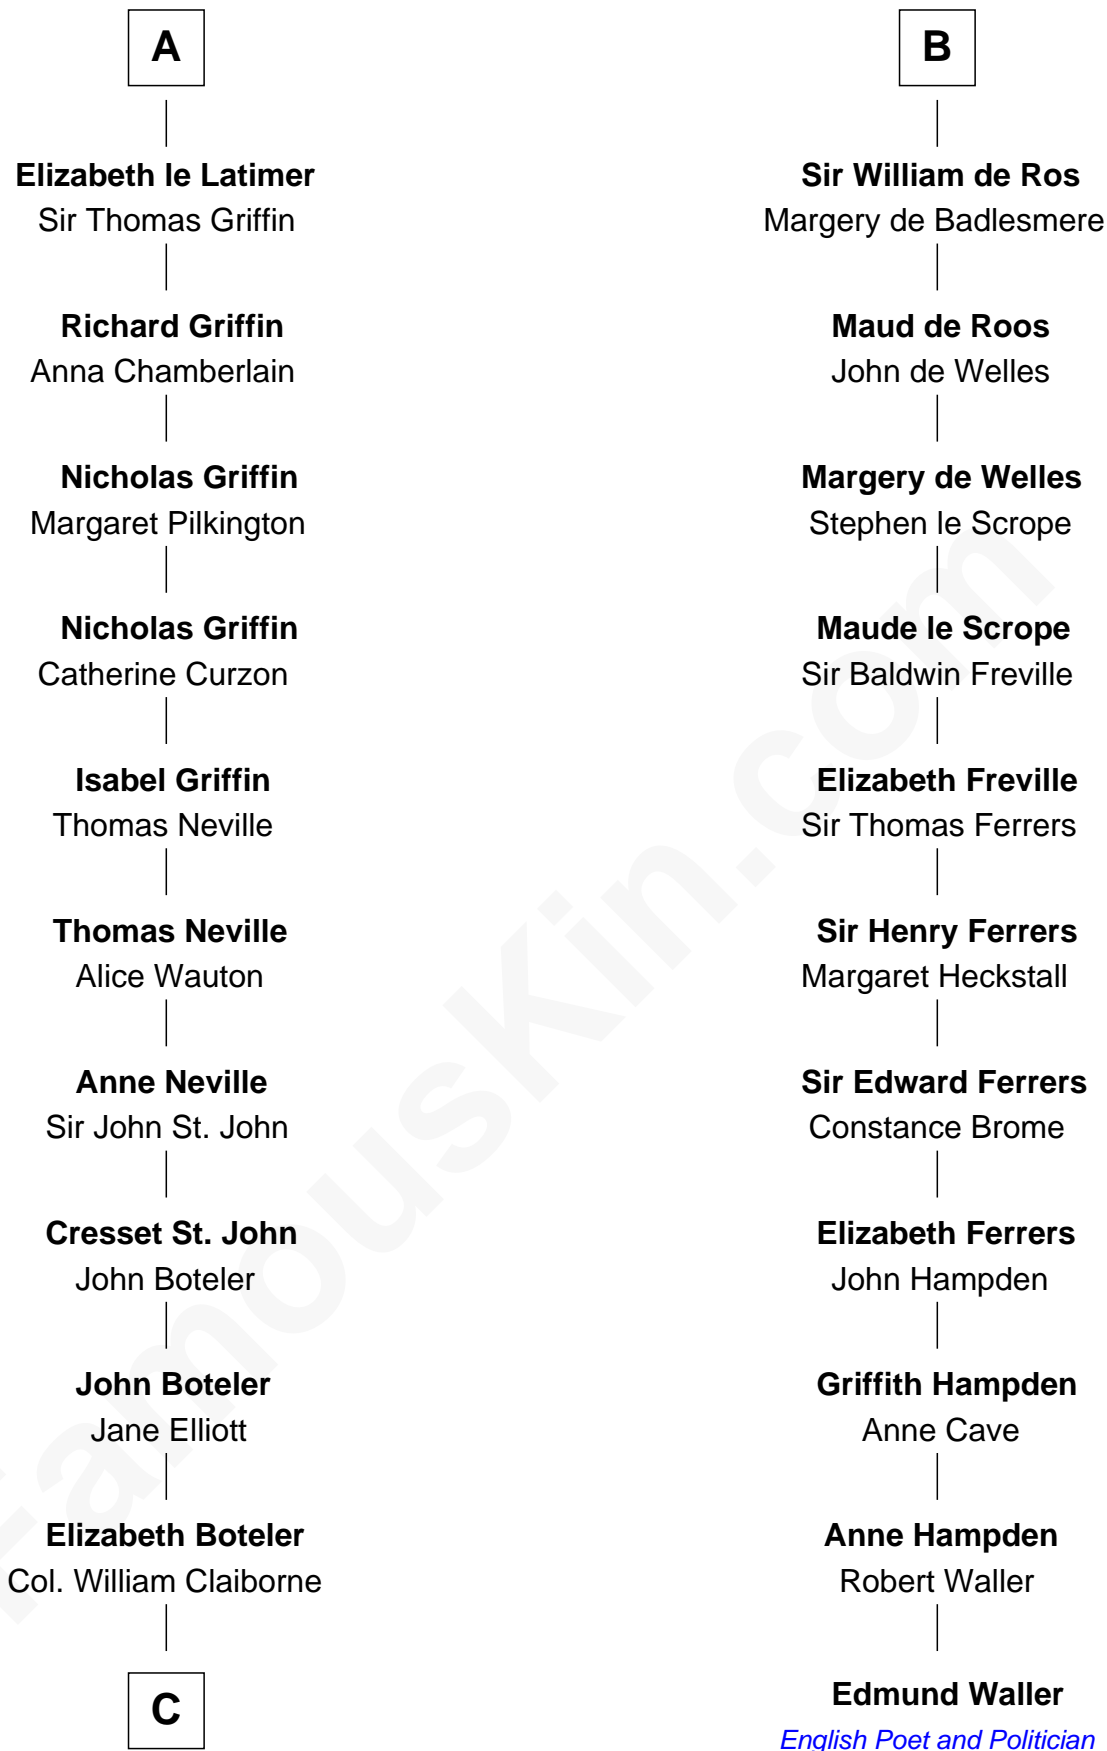 A
Elizabeth le Latimer
Sir Thomas Griffin
Richard Griffin
Anna Chamberlain
Nicholas Griffin
Margaret Pilkington
Nicholas Griffin
Catherine Curzon
Isabel Griffin
Thomas Neville
Thomas Neville
Alice Wauton
Anne Neville
Sir John St. John
Cresset St. John
John Boteler
John Boteler
Jane Elliott
Elizabeth Boteler
Col. William Claiborne
C
B
Sir William de Ros
Margery de Badlesmere
Maud de Roos
John de Welles
Margery de Welles
Stephen le Scrope
Maude le Scrope
Sir Baldwin Freville
Elizabeth Freville
Sir Thomas Ferrers
Sir Henry Ferrers
Margaret Heckstall
Sir Edward Ferrers
Constance Brome
Elizabeth Ferrers
John Hampden
Griffith Hampden
Anne Cave
Anne Hampden
Robert Waller
Edmund Waller
English Poet and Politician
FamousKin.com